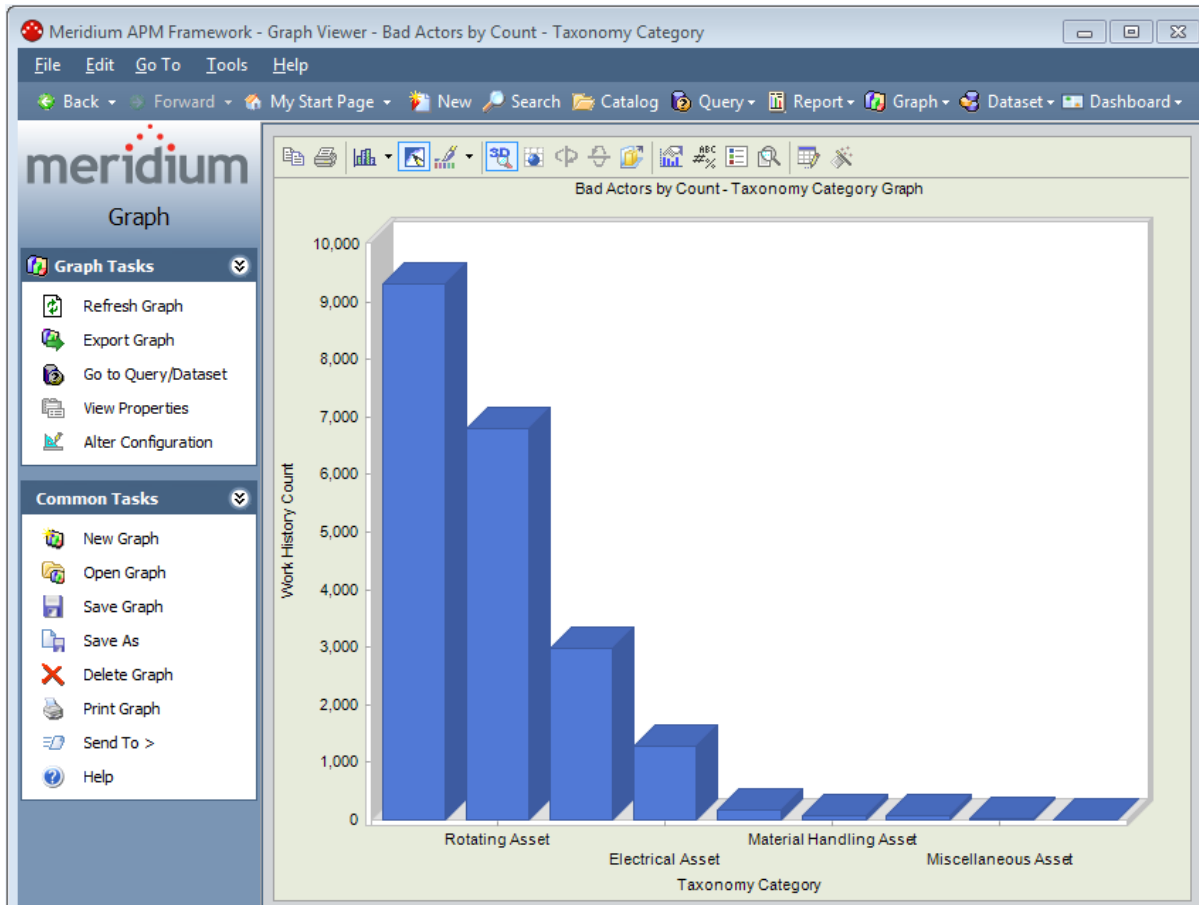 Meridium APM Framework - Graph Viewer - Bad Actors by Count - Taxonomy Category
File Edit Go To Tools Help
Back Forward My Start Page New Search Catalog Query Report Graph Dataset Dashboard
meridium
Graph
Graph Tasks
Refresh Graph
Export Graph
Go to Query/Dataset
View Properties
Alter Configuration
Common Tasks
New Graph
Open Graph
Save Graph
Save As
Delete Graph
Print Graph
Send To >
Help
3D
ABC
#%
Bad Actors by Count - Taxonomy Category Graph
10,000
9,000
8,000
7,000
6,000
5,000
4,000
3,000
2,000
1,000
0
Work History Count
Rotating Asset
Material Handling Asset
Electrical Asset
Miscellaneous Asset
Taxonomy Category